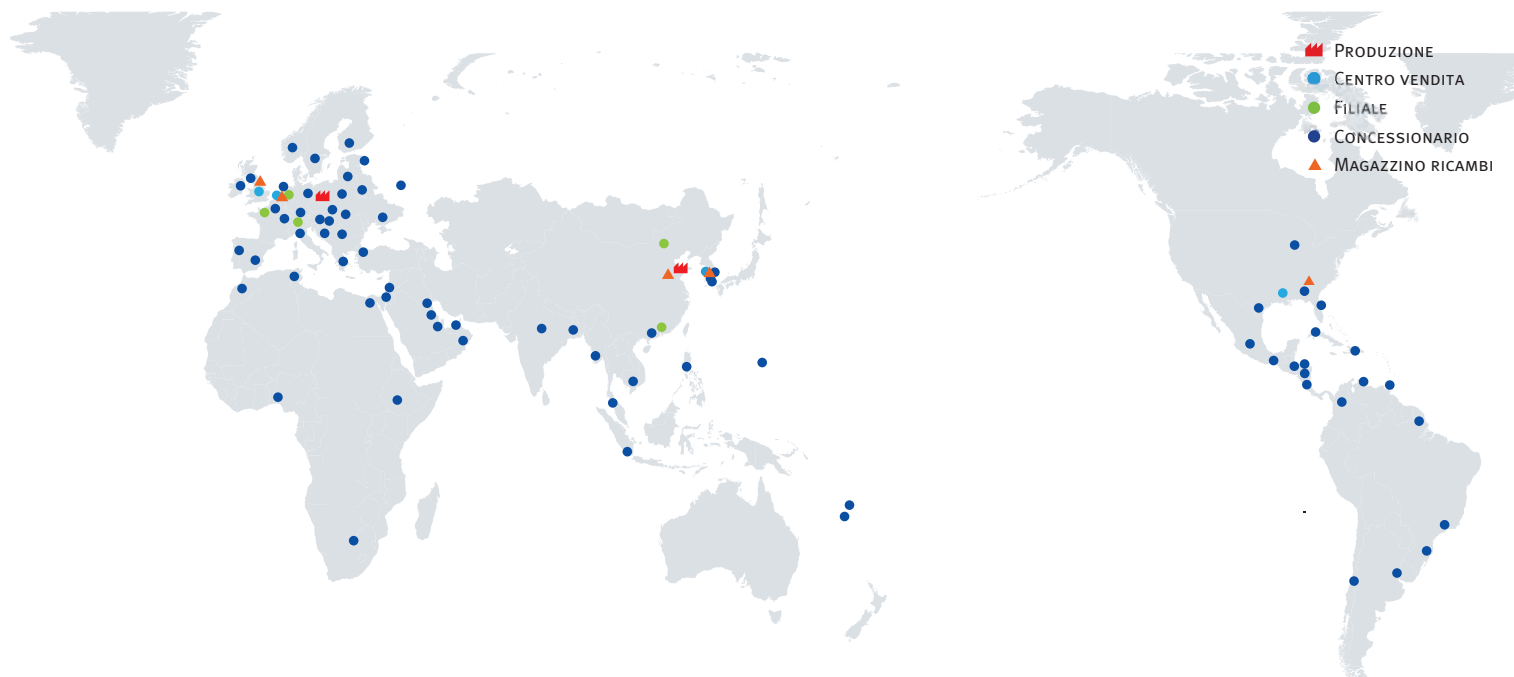 Produzione
Centro vendita
Filiale
Concessionario
Magazzino ricambi